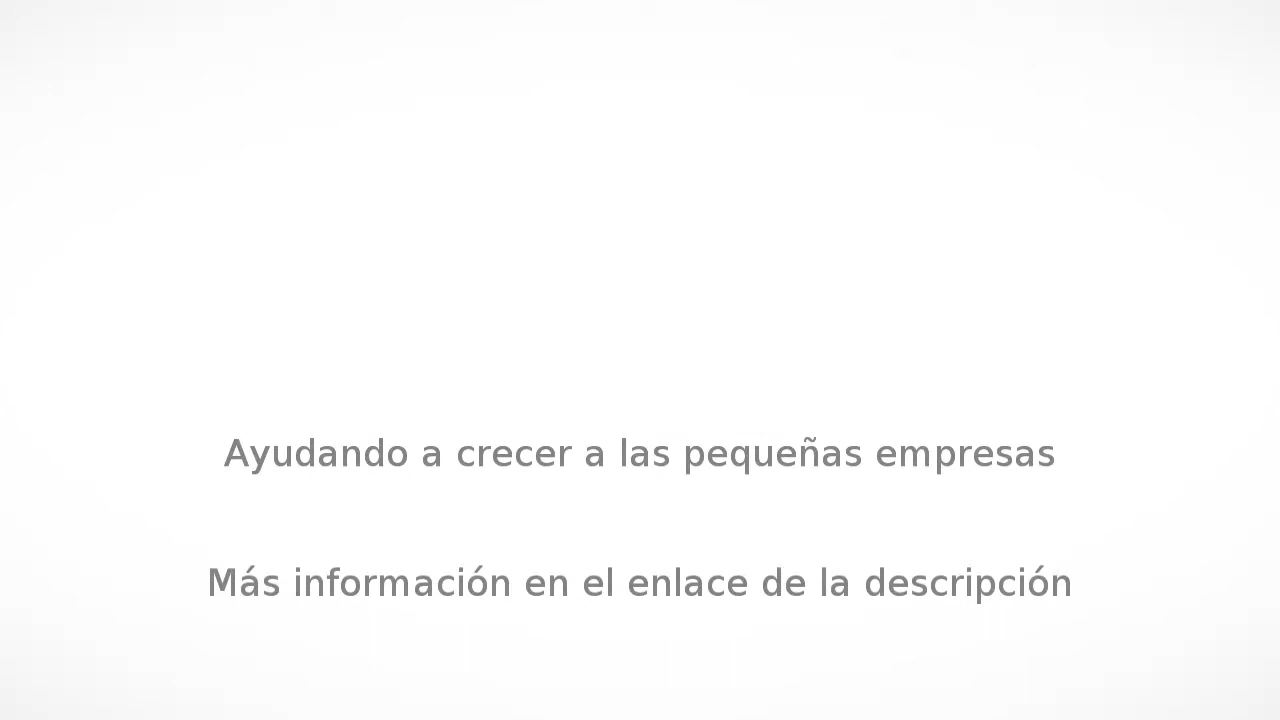 Ayudando a crecer a las pequeñas empresas
Más información en el enlace de la descripción